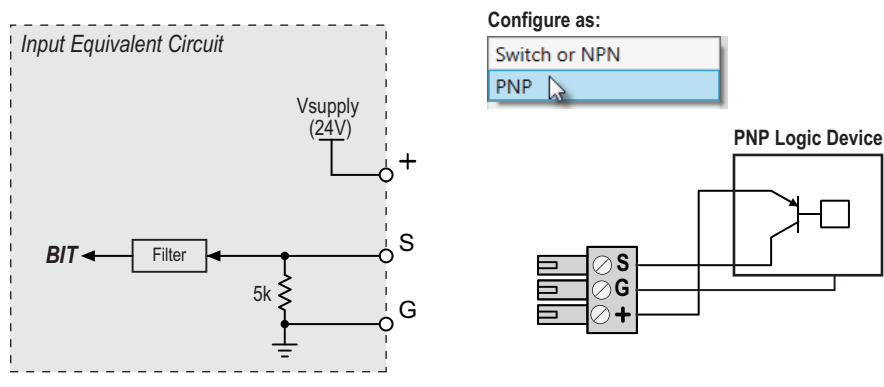 Input Equivalent Circuit
Vsupply
(24V)
+
S
BIT
Filter
5k
G
Configure as:
Switch or NPN
PNP
PNP Logic Device
S
G
+